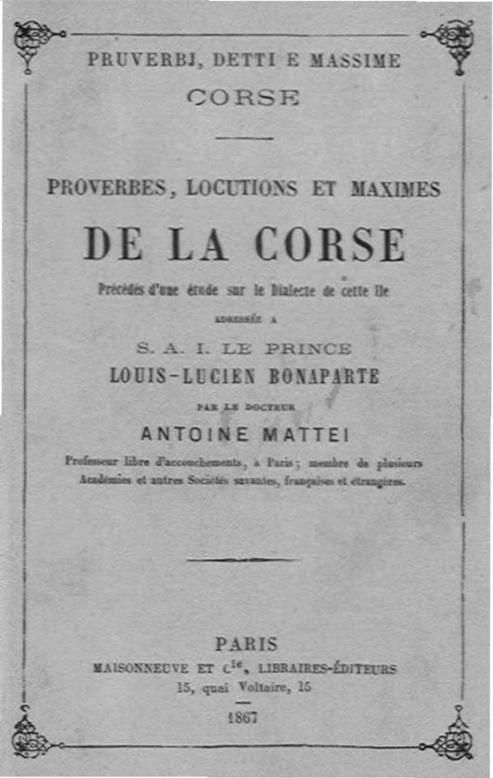 PRUVERBJ, DETTI E MASSIME
CORSE
PROVERBES, LOCUTIONS ET MAXIMES
DE LA CORSE
Précédés d'une étude sur le Dialecte de cette Ile
ADRESSÉE A
S. A. I. LE PRINCE
LOUIS-LUCIEN BONAPARTE
PAR LE DOCTEUR
ANTOINE MATTEI
Professeur libre d'accouchements, à Paris; membre de plusieurs
Académies et autres Sociétés savantes, françaises et étrangères.
PARIS
MAISONNEUVE ET Cie, LIBRAIRES-ÉDITEURS
15, quai Voltaire, 15
1867